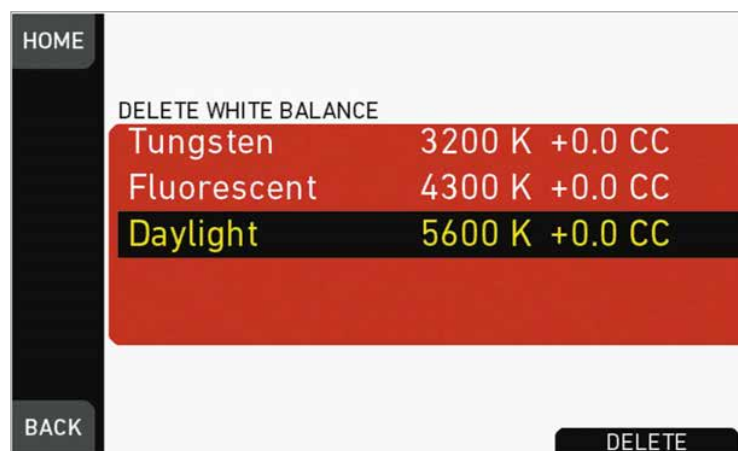 HOME
DELETE WHITE BALANCE
Tungsten 3200 K +0.0 CC
Fluorescent 4300 K +0.0 CC
Daylight 5600 K +0.0 CC
BACK
DELETE